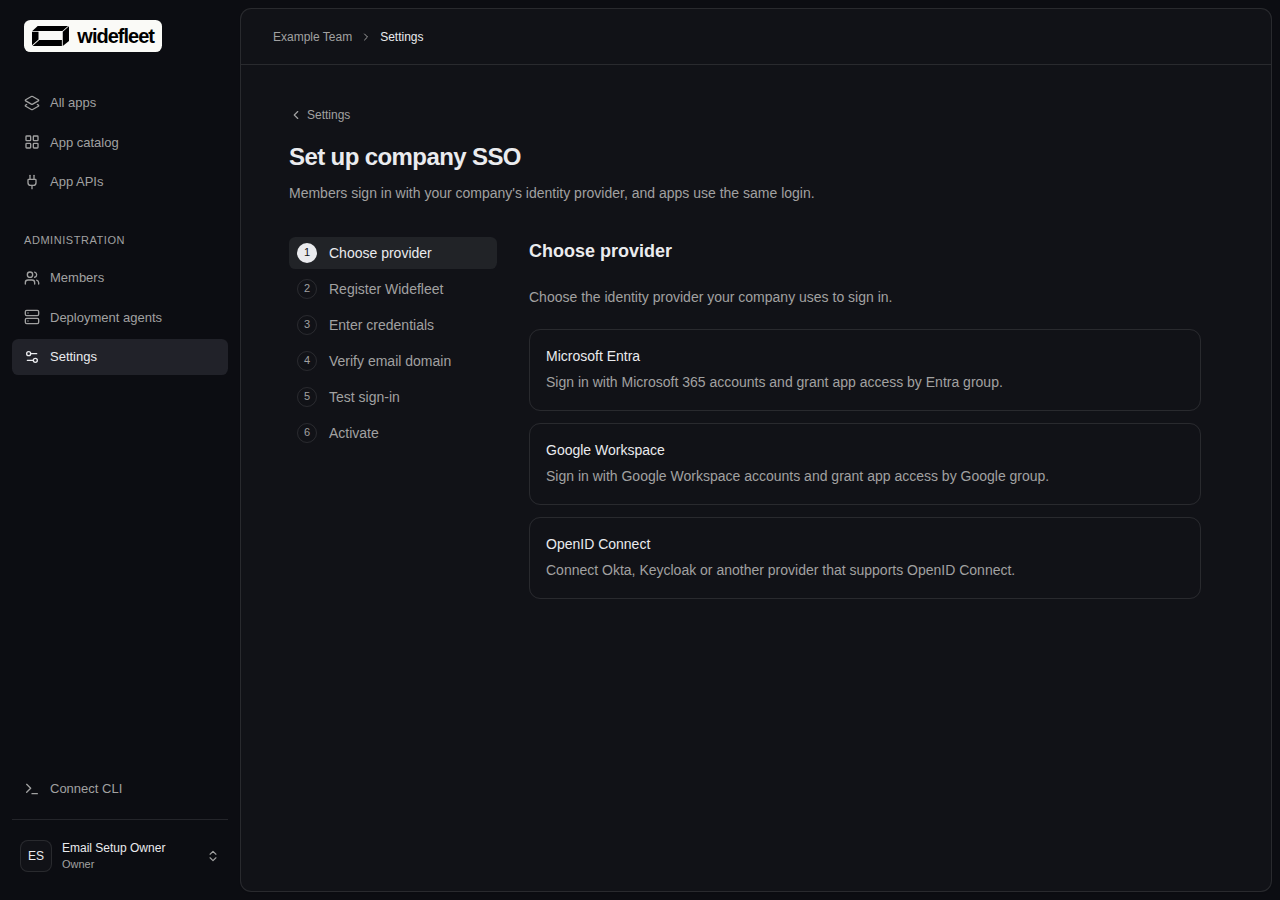 widefleet
All apps
App catalog
App APIs
ADMINISTRATION
Members
Deployment agents
Settings
Connect CLI
ES
Email Setup Owner
Owner
Example Team
Settings
Settings
Set up company SSO
Members sign in with your company's identity provider, and apps use the same login.
1 Choose provider
2 Register Widefleet
3 Enter credentials
4 Verify email domain
5 Test sign-in
6 Activate
Choose provider
Choose the identity provider your company uses to sign in.
Microsoft Entra
Sign in with Microsoft 365 accounts and grant app access by Entra group.
Google Workspace
Sign in with Google Workspace accounts and grant app access by Google group.
OpenID Connect
Connect Okta, Keycloak or another provider that supports OpenID Connect.